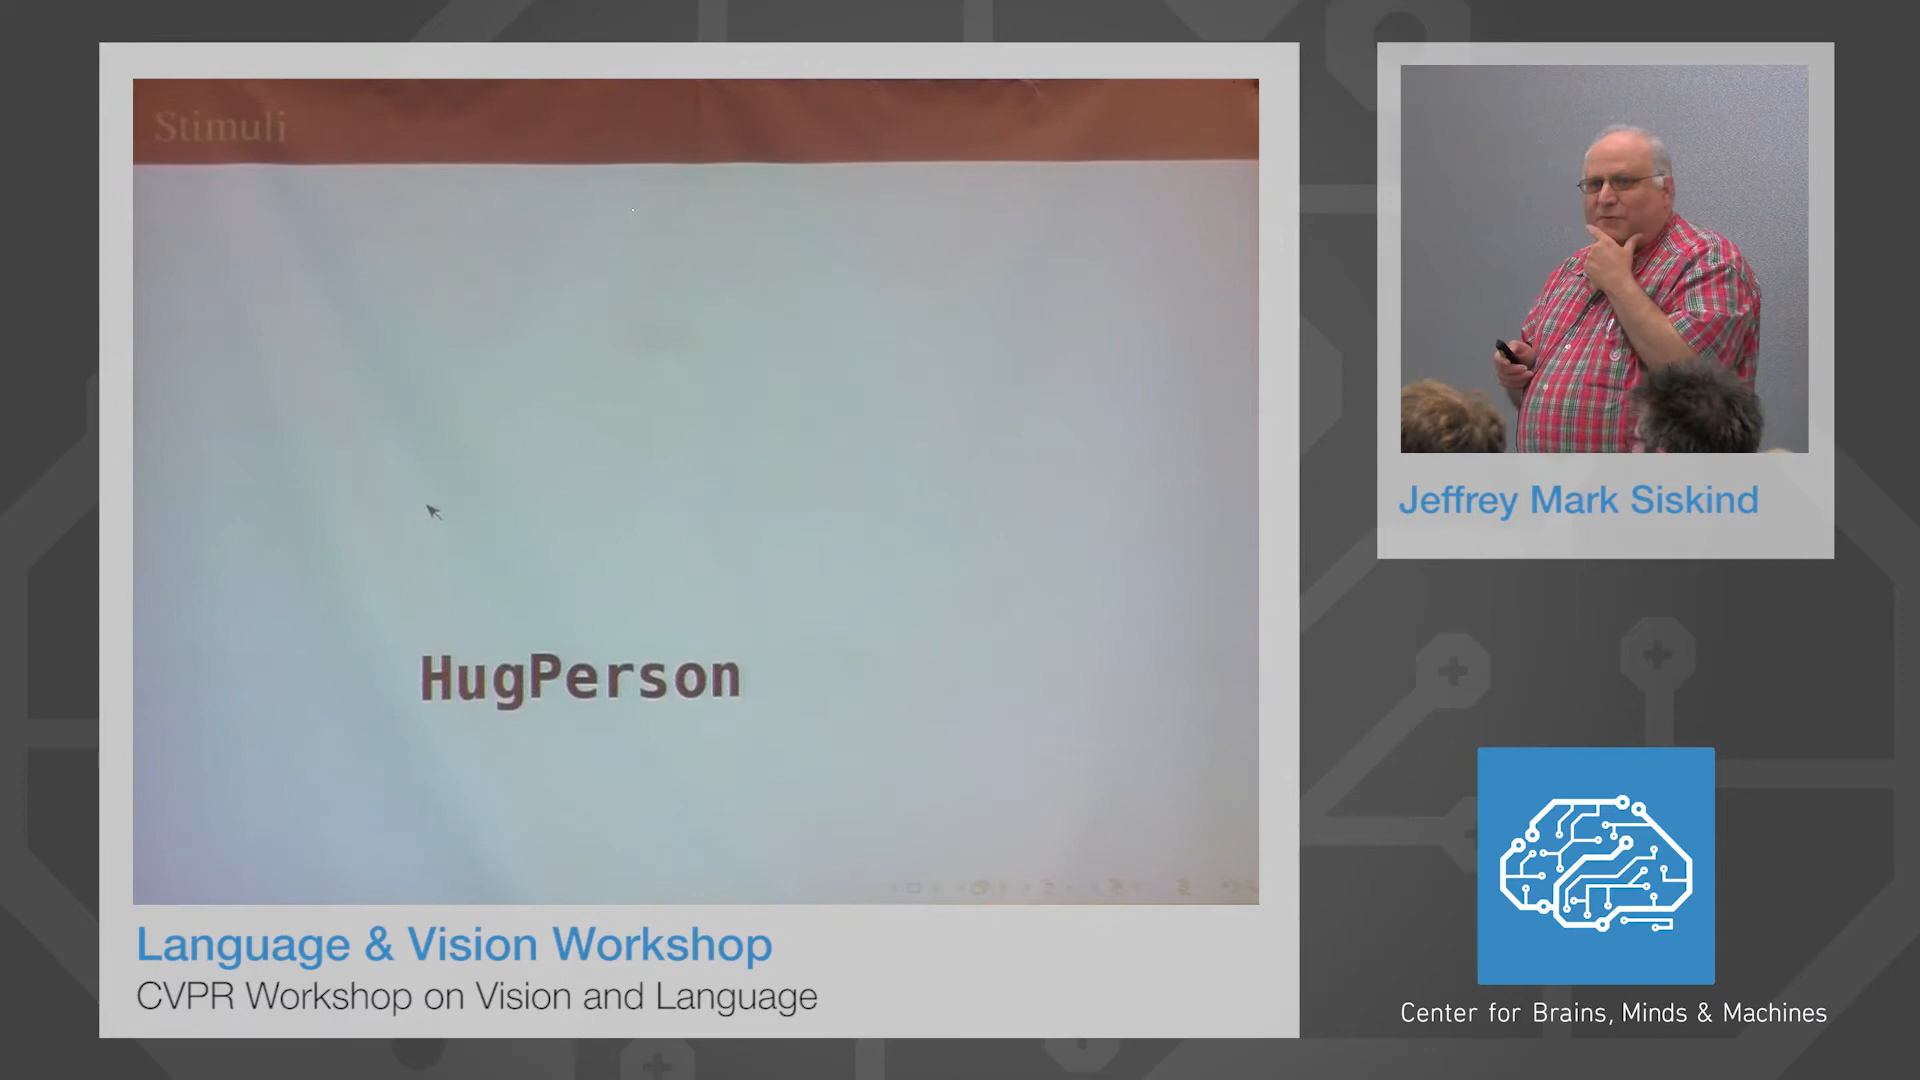 Stimuli
HugPerson
Jeffrey Mark Siskind
Language & Vision Workshop
CVPR Workshop on Vision and Language
Center for Brains, Minds & Machines